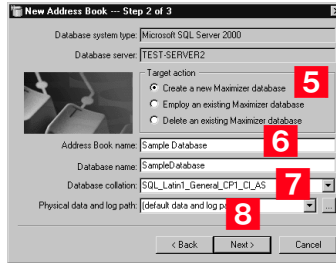 New Address Book --- Step 2 of 3
Database system type: Microsoft SQL Server 2000
Database server: TEST-SERVER2
Target action
Create a new Maximizer database
5
Employ an existing Maximizer database
Delete an existing Maximizer database
6
Address Book name: Sample Database
Database name: SampleDatabase
7
Database collation: SQL_Latin1_General_CP1_CI_AS
8
Physical data and log path: (default data and log
...
< Back
Next >
Cancel